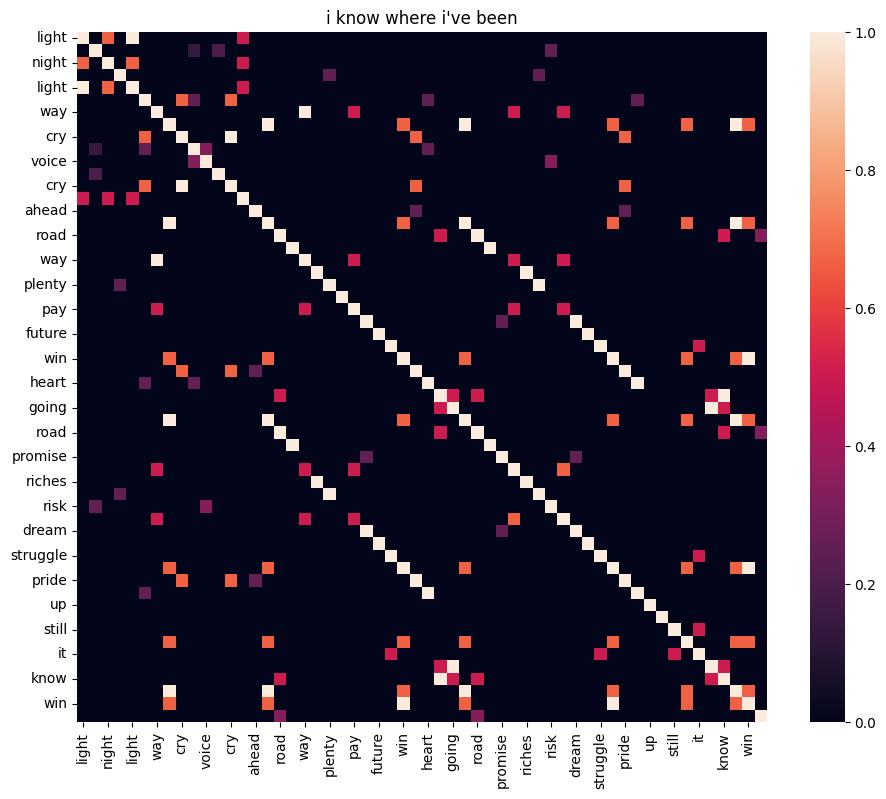 i know where i've been
light
night
light
way
cry
voice
cry
ahead
road
way
plenty
pay
future
win
heart
going
road
promise
riches
risk
dream
struggle
pride
up
still
it
know
win
1.0
0.8
0.6
0.4
0.2
0.0
light
night
light
way
cry
voice
cry
ahead
road
way
plenty
pay
future
win
heart
going
road
promise
riches
risk
dream
struggle
pride
up
still
it
know
win